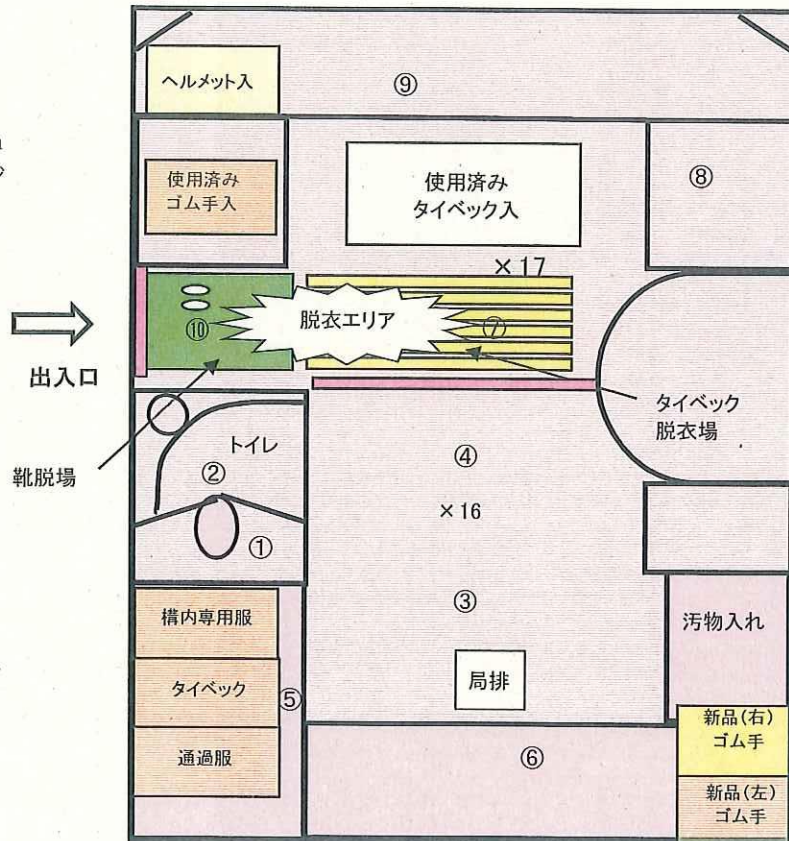 ヘルメット入
⑨
使用済み
ゴム手入
使用済み
タイベック入
⑧
×17
⑩
脱衣エリア
⑦
出入口
タイベック
脱衣場
靴脱場
トイレ
②
④
×16
①
③
構内専用服
汚物入れ
タイベック
⑤
局排
通過服
⑥
新品(右)
ゴム手
新品(左)
ゴム手